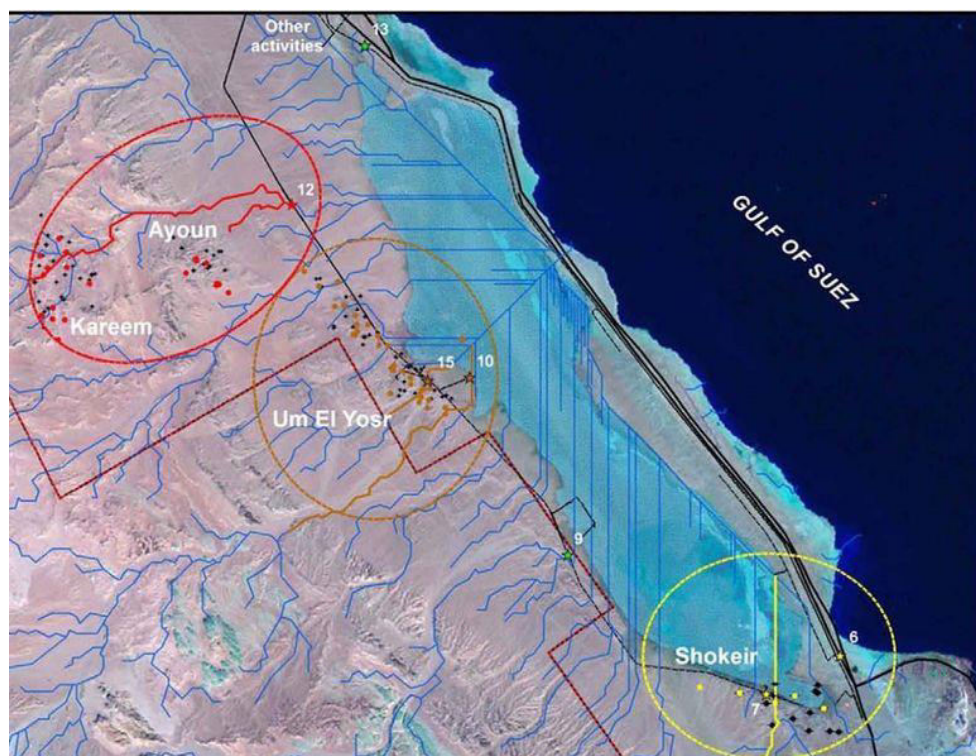 Other
activities
13
12
Ayoun
Kareem
GULF OF SUEZ
15
10
Um El Yosr
9
6
Shokeir
7